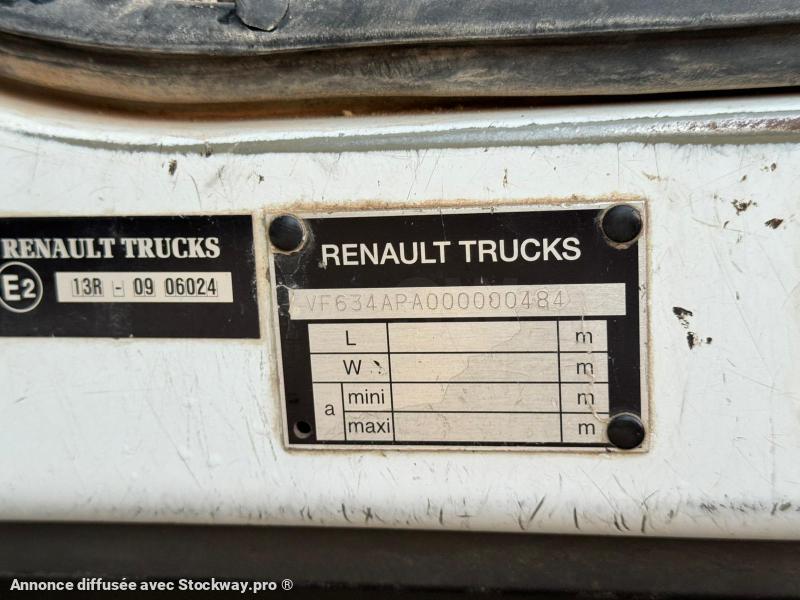 RENAULT TRUCKS
E2
13R - 09 06024
RENAULT TRUCKS
VF634APA000000484
L m
W m
a mini m
maxi m
Annonce diffusée avec Stockway.pro ®